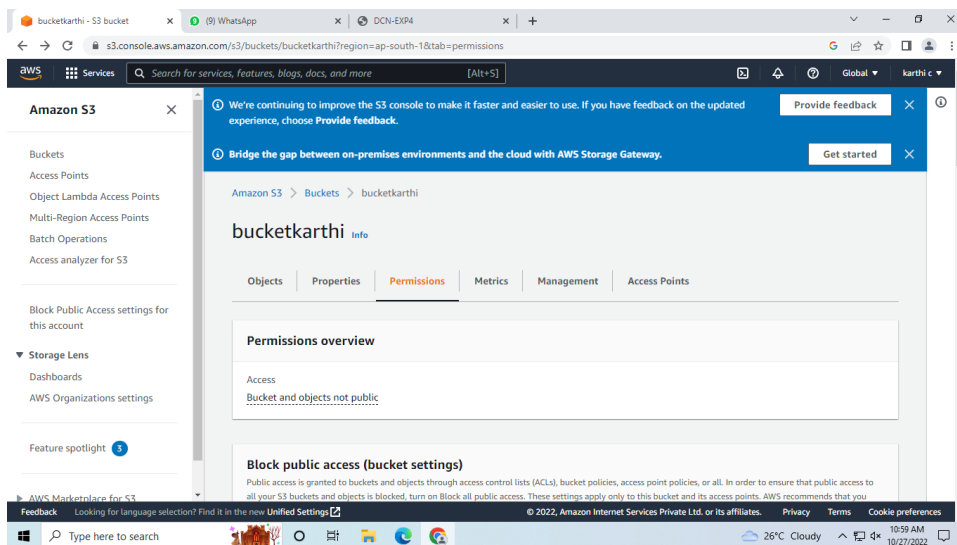 bucketkarthi - S3 bucket
(9) WhatsApp
DCN-EXP4
s3.console.aws.amazon.com/s3/buckets/bucketkarthi?region=ap-south-1&tab=permissions
aws
Services
Search for services, features, blogs, docs, and more
[Alt+S]
Global
karthi c
Amazon S3
We're continuing to improve the S3 console to make it faster and easier to use. If you have feedback on the updated
experience, choose Provide feedback.
Provide feedback
Bridge the gap between on-premises environments and the cloud with AWS Storage Gateway.
Get started
Buckets
Access Points
Object Lambda Access Points
Multi-Region Access Points
Batch Operations
Access analyzer for S3
Block Public Access settings for
this account
Storage Lens
Dashboards
AWS Organizations settings
Feature spotlight 3
AWS Marketplace for S3
Amazon S3 > Buckets > bucketkarthi
bucketkarthi Info
Objects
Properties
Permissions
Metrics
Management
Access Points
Permissions overview
Access
Bucket and objects not public
Block public access (bucket settings)
Public access is granted to buckets and objects through access control lists (ACLs), bucket policies, access point policies, or all. In order to ensure that public access to
all your S3 buckets and objects is blocked, turn on Block all public access. These settings apply only to this bucket and its access points. AWS recommends that you
Feedback
Looking for language selection? Find it in the new Unified Settings
© 2022, Amazon Internet Services Private Ltd. or its affiliates.
Privacy
Terms
Cookie preferences
Type here to search
26°C Cloudy
10:59 AM
10/27/2022